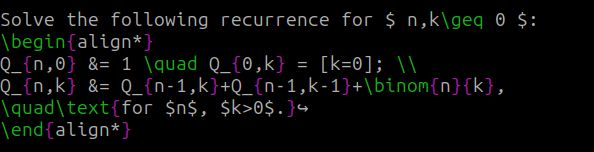 Solve the following recurrence for $ n,k\geq 0 $:
\begin{align*}
Q_{n,0} &= 1 \quad Q_{0,k} = [k=0]; \\
Q_{n,k} &= Q_{n-1,k}+Q_{n-1,k-1}+\binom{n}{k},
\quad\text{for $n$, $k>0$.}↪
\end{align*}